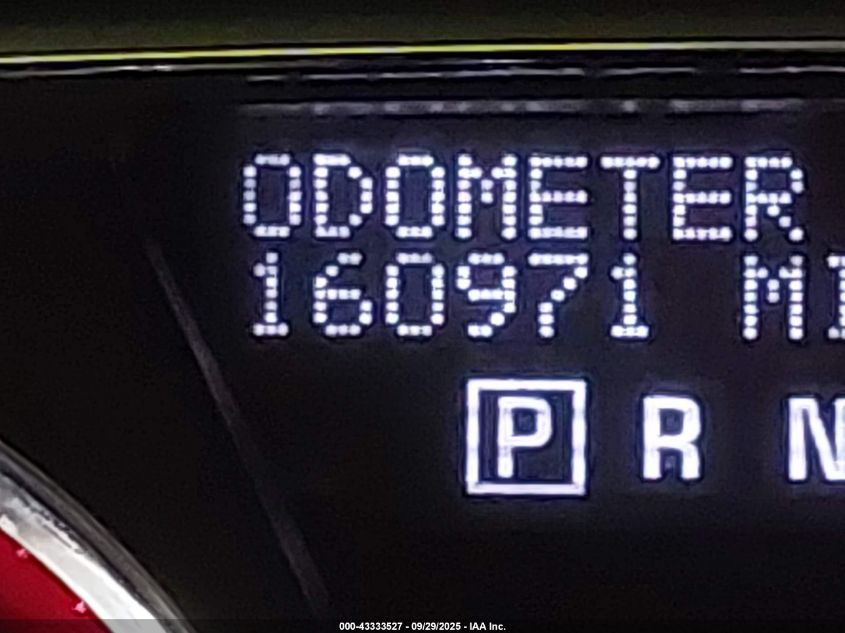 ODOMETER
160971 MI
P R N
000-43333527 - 09/29/2025 - IAA Inc.